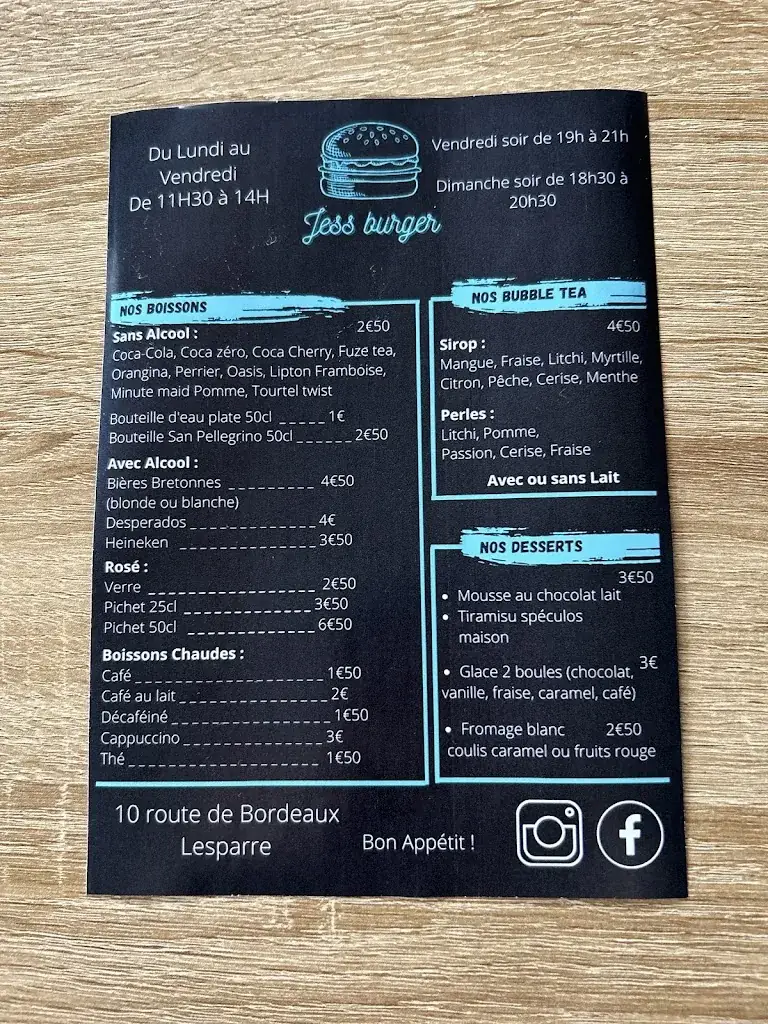 Du Lundi au
Vendredi
De 11H30 à 14H
Jess burger
Vendredi soir de 19h à 21h
Dimanche soir de 18h30 à
20h30
NOS BOISSONS
Sans Alcool : 2€50
Coca-Cola, Coca zéro, Coca Cherry, Fuze tea,
Orangina, Perrier, Oasis, Lipton Framboise,
Minute maid Pomme, Tourtel twist
Bouteille d'eau plate 50cl _____ 1€
Bouteille San Pellegrino 50cl ______ 2€50
Avec Alcool :
Bières Bretonnes __________ 4€50
(blonde ou blanche)
Desperados ______________ 4€
Heineken _______________ 3€50
Rosé :
Verre __________________ 2€50
Pichet 25cl ______________ 3€50
Pichet 50cl ______________ 6€50
Boissons Chaudes :
Café _____________________ 1€50
Café au lait ________________ 2€
Décaféiné _________________ 1€50
Cappuccino _______________ 3€
Thé ______________________ 1€50
NOS BUBBLE TEA
4€50
Sirop :
Mangue, Fraise, Litchi, Myrtille,
Citron, Pêche, Cerise, Menthe
Perles :
Litchi, Pomme,
Passion, Cerise, Fraise
Avec ou sans Lait
NOS DESSERTS
3€50
• Mousse au chocolat lait
• Tiramisu spéculos
maison
• Glace 2 boules (chocolat, 3€
vanille, fraise, caramel, café)
• Fromage blanc 2€50
coulis caramel ou fruits rouge
10 route de Bordeaux
Lesparre
Bon Appétit !